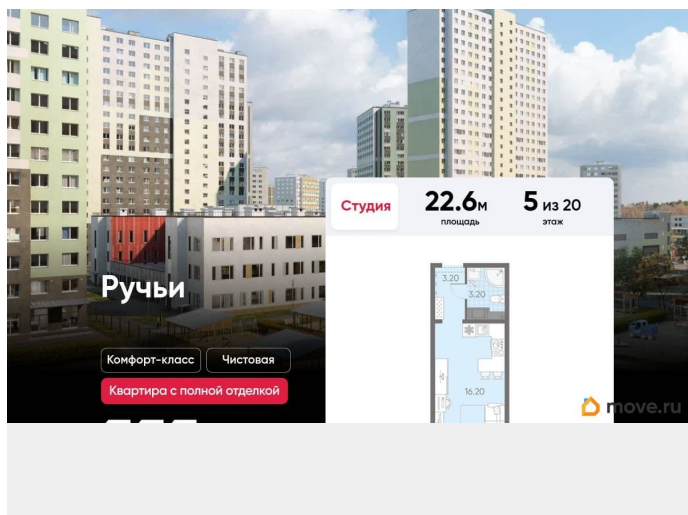 Студия
22.6м
площадь
5 из 20
этаж
3.20
3.20
Ручьи
Комфорт-класс
Чистовая
Квартира с полной отделкой
16.20
move.ru